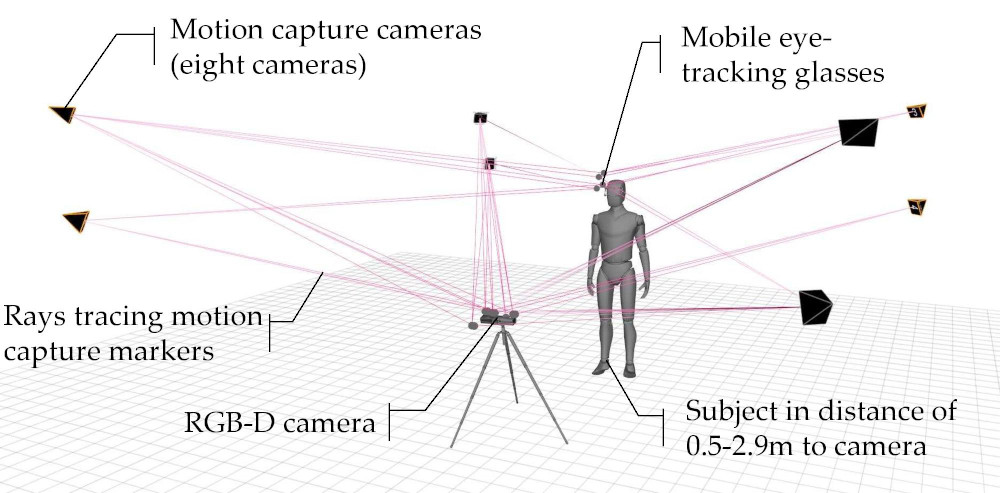 Motion capture cameras
(eight cameras)
Mobile eye-
tracking glasses
Rays tracing motion
capture markers
RGB-D camera
Subject in distance of
0.5-2.9m to camera